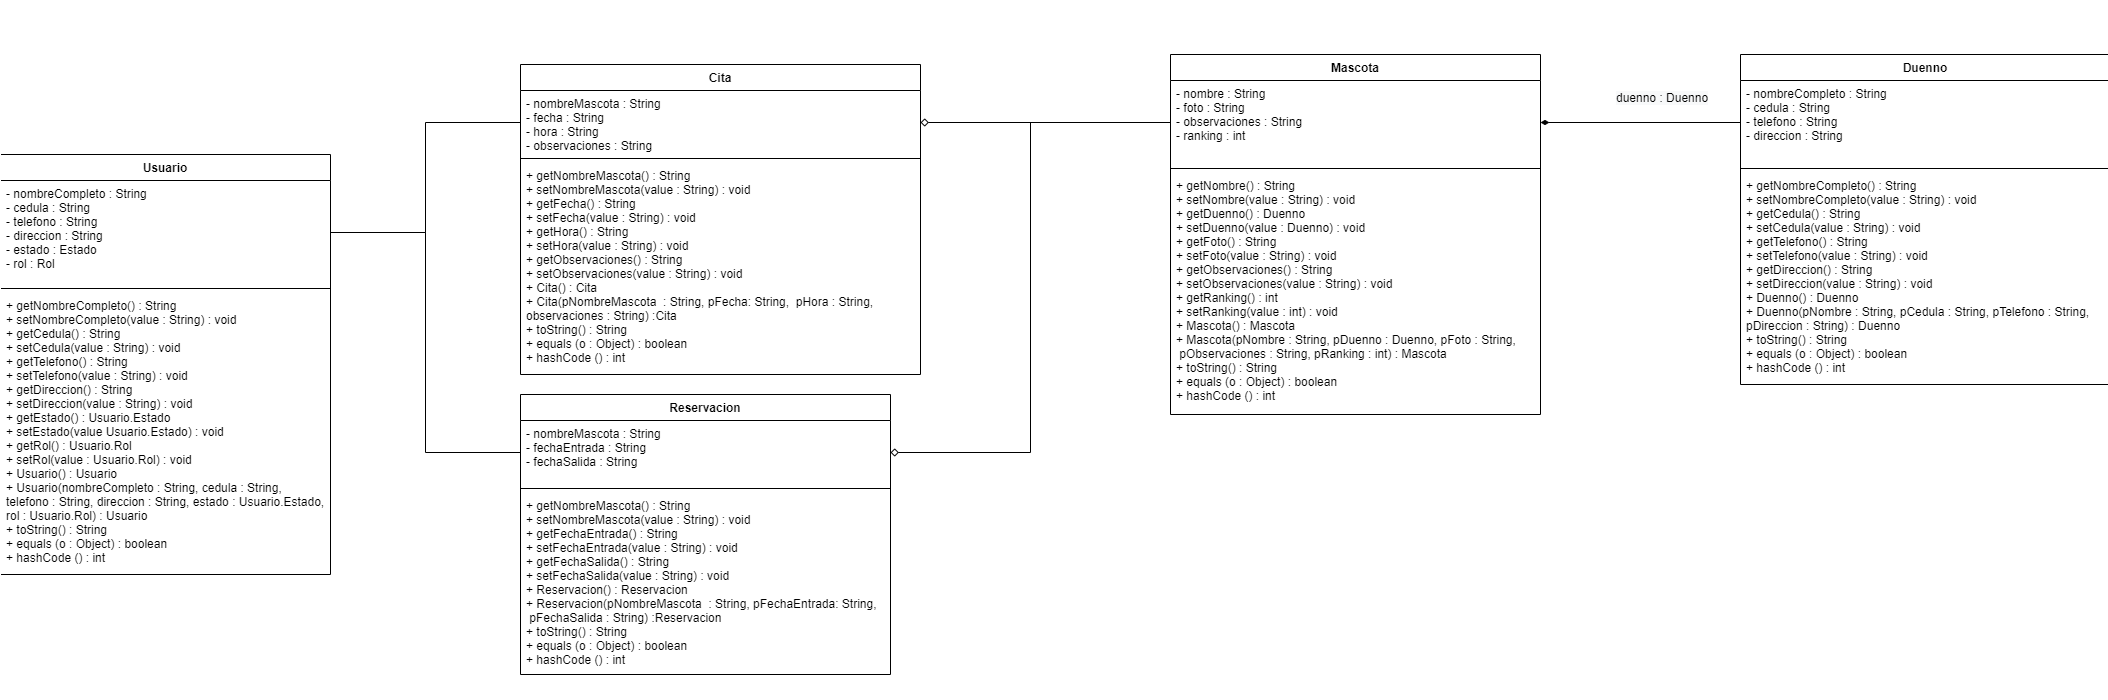 Usuario
- nombreCompleto : String
- cedula : String
- telefono : String
- direccion : String
- estado : Estado
- rol : Rol
+ getNombreCompleto() : String
+ setNombreCompleto(value : String) : void
+ getCedula() : String
+ setCedula(value : String) : void
+ getTelefono() : String
+ setTelefono(value : String) : void
+ getDireccion() : String
+ setDireccion(value : String) : void
+ getEstado() : Usuario.Estado
+ setEstado(value Usuario.Estado) : void
+ getRol() : Usuario.Rol
+ setRol(value : Usuario.Rol) : void
+ Usuario() : Usuario
+ Usuario(nombreCompleto : String, cedula : String,
telefono : String, direccion : String, estado : Usuario.Estado,
rol : Usuario.Rol) : Usuario
+ toString() : String
+ equals (o : Object) : boolean
+ hashCode () : int
Cita
- nombreMascota : String
- fecha : String
- hora : String
- observaciones : String
+ getNombreMascota() : String
+ setNombreMascota(value : String) : void
+ getFecha() : String
+ setFecha(value : String) : void
+ getHora() : String
+ setHora(value : String) : void
+ getObservaciones() : String
+ setObservaciones(value : String) : void
+ Cita() : Cita
+ Cita(pNombreMascota  : String, pFecha: String,  pHora : String,
observaciones : String) :Cita
+ toString() : String
+ equals (o : Object) : boolean
+ hashCode () : int
Reservacion
- nombreMascota : String
- fechaEntrada : String
- fechaSalida : String
+ getNombreMascota() : String
+ setNombreMascota(value : String) : void
+ getFechaEntrada() : String
+ setFechaEntrada(value : String) : void
+ getFechaSalida() : String
+ setFechaSalida(value : String) : void
+ Reservacion() : Reservacion
+ Reservacion(pNombreMascota  : String, pFechaEntrada: String,
pFechaSalida : String) :Reservacion
+ toString() : String
+ equals (o : Object) : boolean
+ hashCode () : int
Mascota
- nombre : String
- foto : String
- observaciones : String
- ranking : int
+ getNombre() : String
+ setNombre(value : String) : void
+ getDuenno() : Duenno
+ setDuenno(value : Duenno) : void
+ getFoto() : String
+ setFoto(value : String) : void
+ getObservaciones() : String
+ setObservaciones(value : String) : void
+ getRanking() : int
+ setRanking(value : int) : void
+ Mascota() : Mascota
+ Mascota(pNombre : String, pDuenno : Duenno, pFoto : String,
pObservaciones : String, pRanking : int) : Mascota
+ toString() : String
+ equals (o : Object) : boolean
+ hashCode () : int
duenno : Duenno
Duenno
- nombreCompleto : String
- cedula : String
- telefono : String
- direccion : String
+ getNombreCompleto() : String
+ setNombreCompleto(value : String) : void
+ getCedula() : String
+ setCedula(value : String) : void
+ getTelefono() : String
+ setTelefono(value : String) : void
+ getDireccion() : String
+ setDireccion(value : String) : void
+ Duenno() : Duenno
+ Duenno(pNombre : String, pCedula : String, pTelefono : String,
pDireccion : String) : Duenno
+ toString() : String
+ equals (o : Object) : boolean
+ hashCode () : int